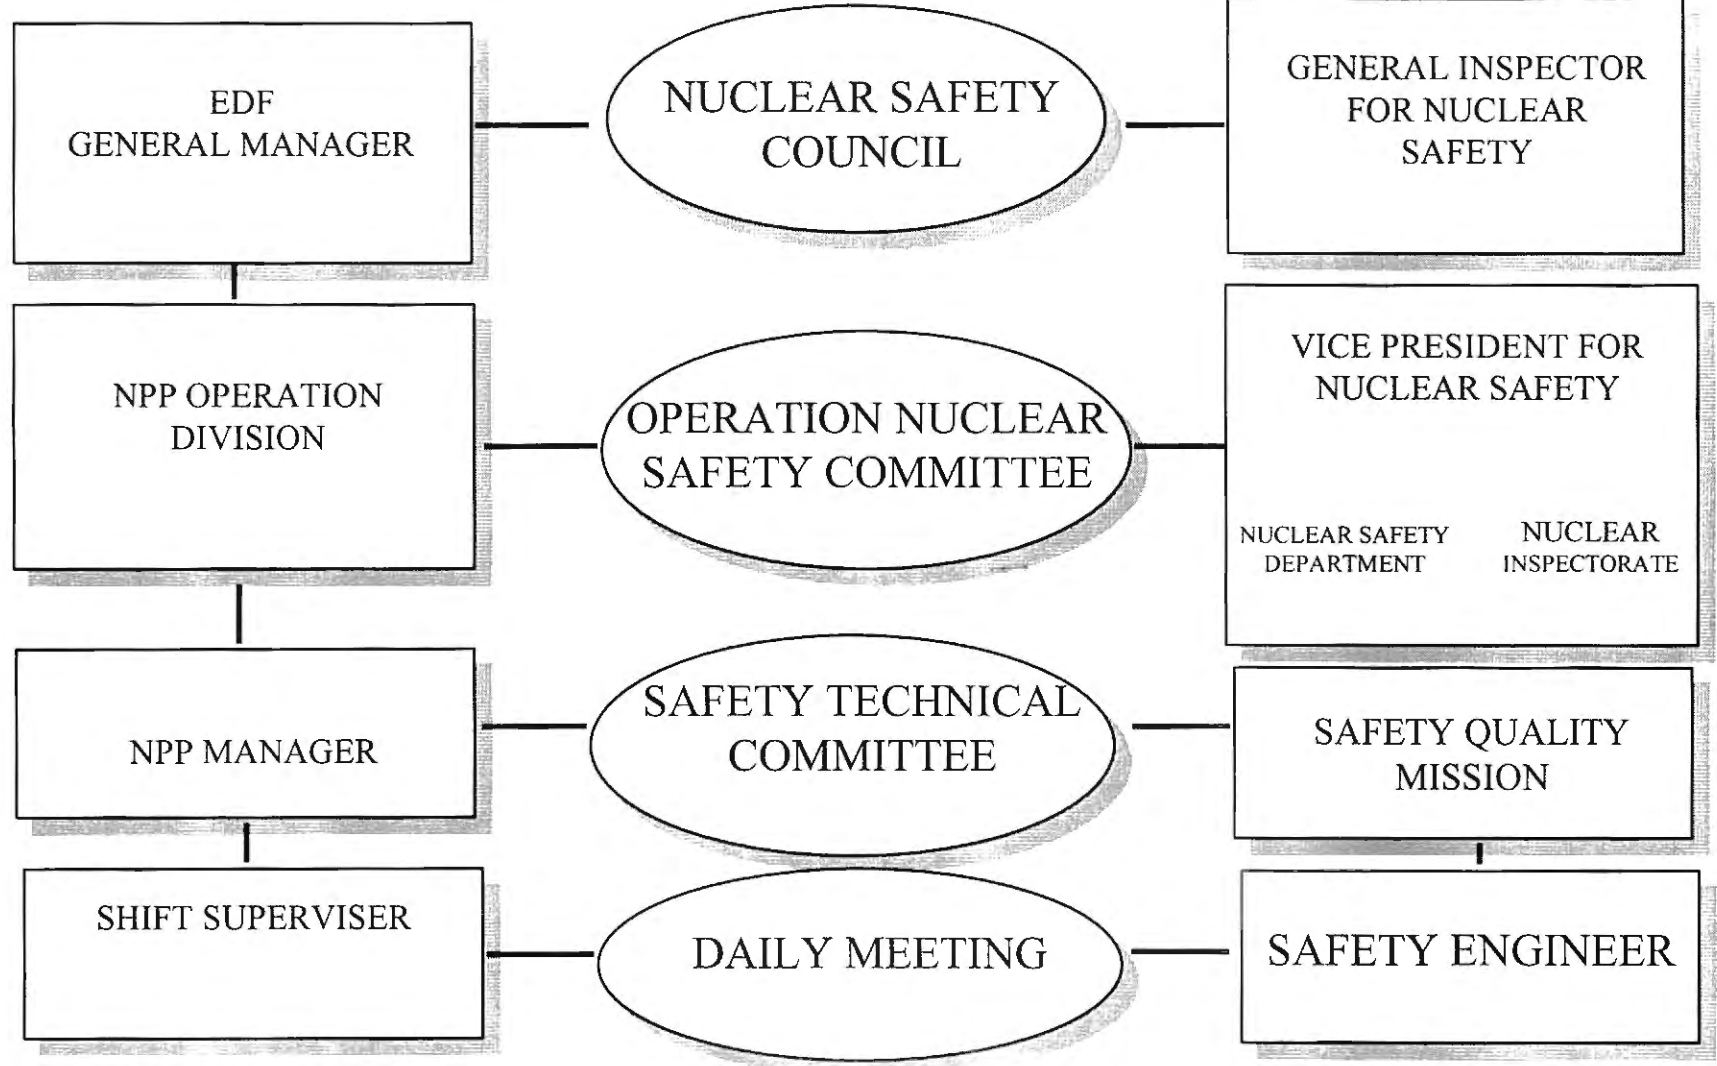 EDF
GENERAL MANAGER
NUCLEAR SAFETY
COUNCIL
GENERAL INSPECTOR
FOR NUCLEAR
SAFETY
NPP OPERATION
DIVISION
OPERATION NUCLEAR
SAFETY COMMITTEE
VICE PRESIDENT FOR
NUCLEAR SAFETY
NUCLEAR SAFETY
DEPARTMENT
NUCLEAR
INSPECTORATE
NPP MANAGER
SAFETY TECHNICAL
COMMITTEE
SAFETY QUALITY
MISSION
SHIFT SUPERVISER
DAILY MEETING
SAFETY ENGINEER